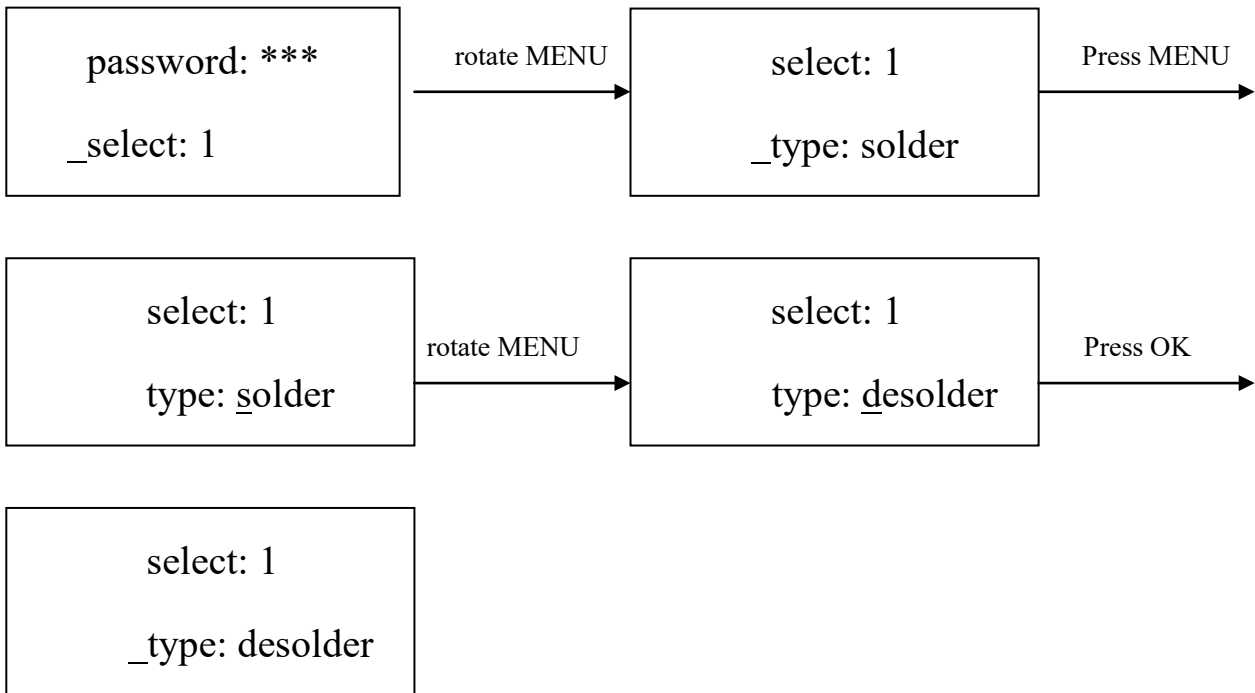 password: ***
_select: 1
rotate MENU
select: 1
_type: solder
Press MENU
select: 1
type: solder
rotate MENU
select: 1
type: desolder
Press OK
select: 1
_type: desolder